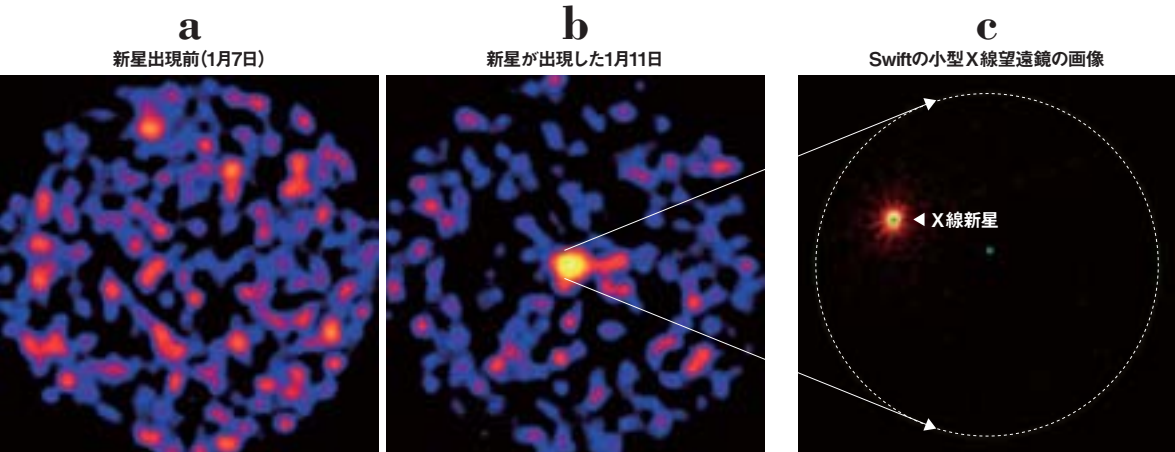 a
新星出現前(1月7日)
b
新星が出現した1月11日
c
Swiftの小型X線望遠鏡の画像
X線新星